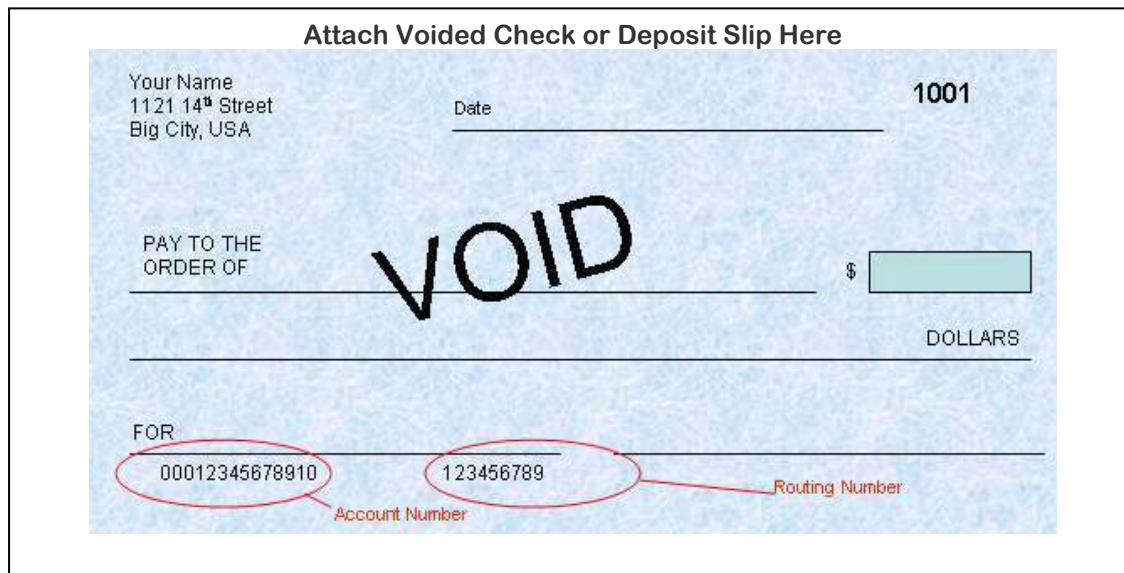 Attach Voided Check or Deposit Slip Here
Your Name
1121 14th Street
Big City, USA
Date
1001
VOID
PAY TO THE
ORDER OF
$
DOLLARS
FOR
00012345678910
123456789
Routing Number
Account Number